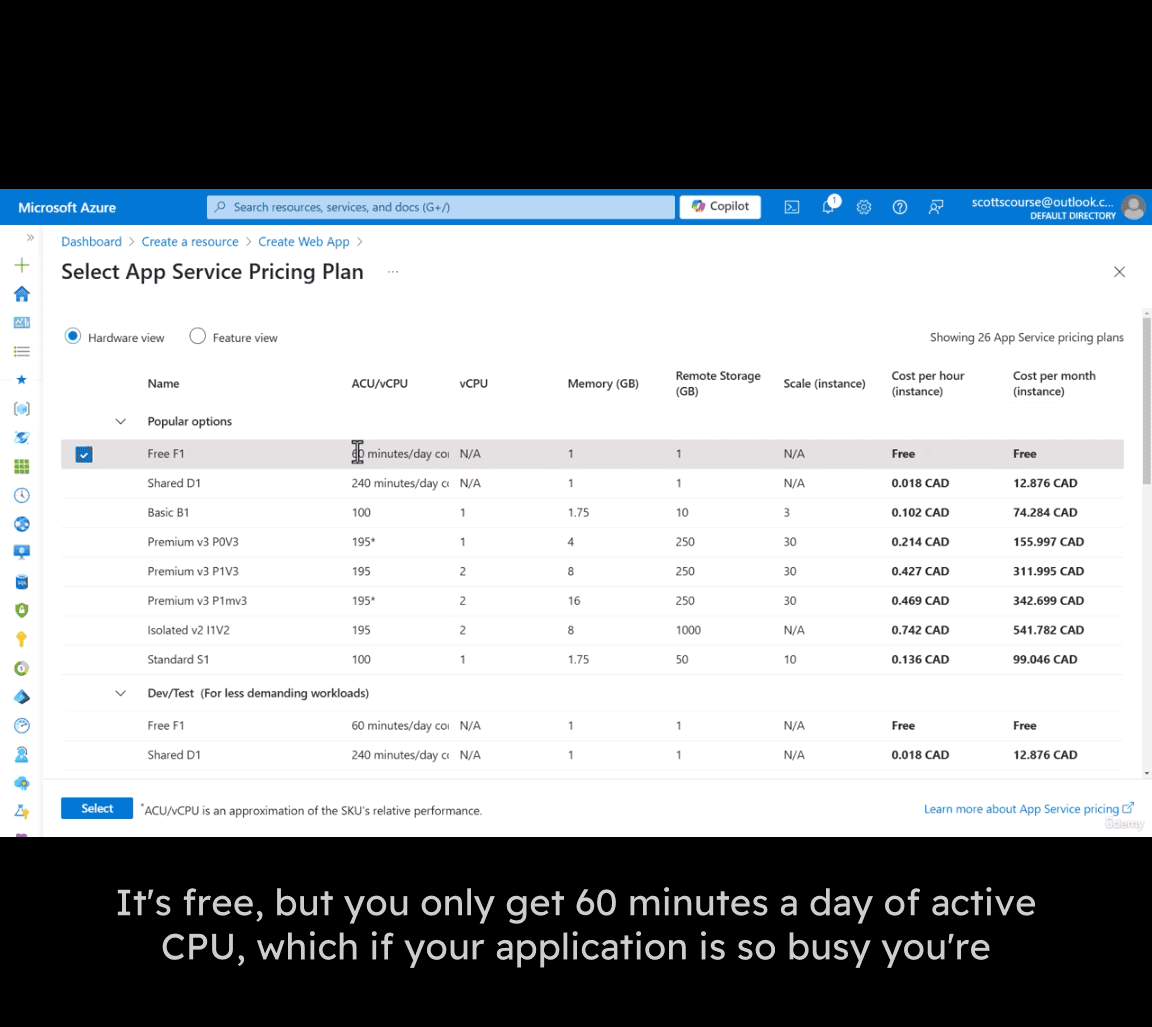 Microsoft Azure
Search resources, services, and docs (G+/)
Copilot
1
scottscourse@outlook.c...
DEFAULT DIRECTORY
Dashboard > Create a resource > Create Web App >
Select App Service Pricing Plan ...
Hardware view Feature view Showing 26 App Service pricing plans
Name ACU/vCPU vCPU Memory (GB) Remote Storage (GB) Scale (instance) Cost per hour (instance) Cost per month (instance)
Popular options
Free F1 60 minutes/day co N/A 1 1 N/A Free Free
Shared D1 240 minutes/day c N/A 1 1 N/A 0.018 CAD 12.876 CAD
Basic B1 100 1 1.75 10 3 0.102 CAD 74.284 CAD
Premium v3 P0V3 195* 1 4 250 30 0.214 CAD 155.997 CAD
Premium v3 P1V3 195 2 8 250 30 0.427 CAD 311.995 CAD
Premium v3 P1mv3 195* 2 16 250 30 0.469 CAD 342.699 CAD
Isolated v2 I1V2 195 2 8 1000 N/A 0.742 CAD 541.782 CAD
Standard S1 100 1 1.75 50 10 0.136 CAD 99.046 CAD
Dev/Test (For less demanding workloads)
Free F1 60 minutes/day co N/A 1 1 N/A Free Free
Shared D1 240 minutes/day c N/A 1 1 N/A 0.018 CAD 12.876 CAD
Select *ACU/vCPU is an approximation of the SKU's relative performance. Learn more about App Service pricing
ûdemy
It's free, but you only get 60 minutes a day of active
CPU, which if your application is so busy you're